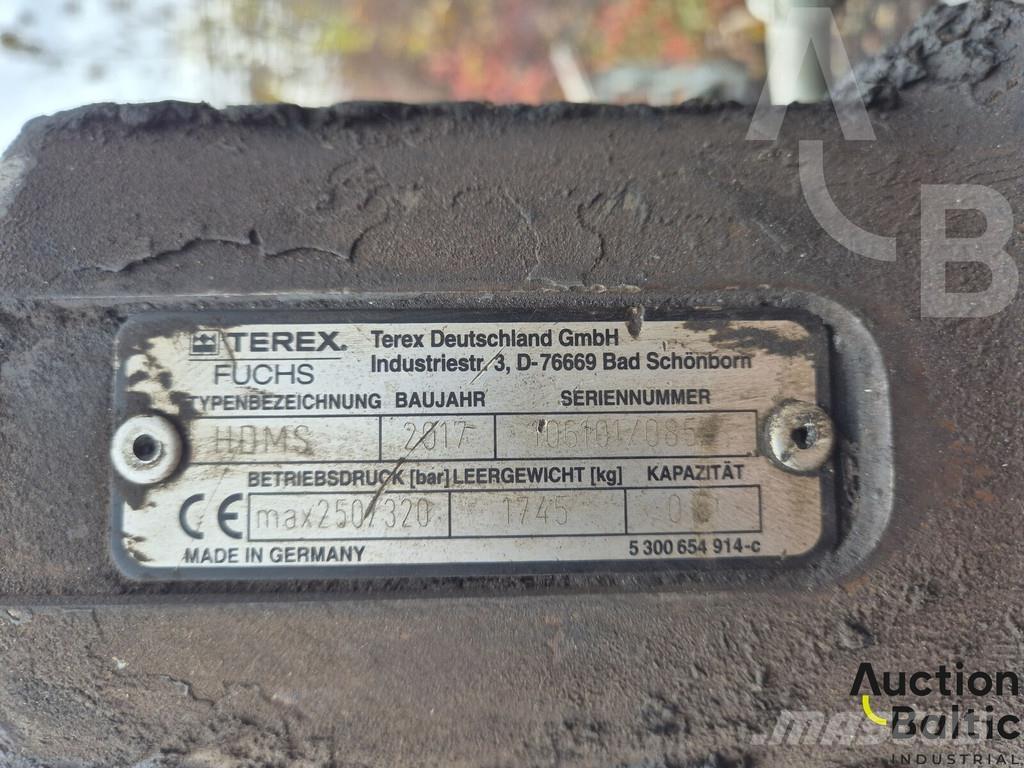 A
B
TEREX. Terex Deutschland GmbH
FUCHS Industriestr. 3, D-76669 Bad Schönborn
TYPENBEZEICHNUNG BAUJAHR SERIENNUMMER
HDMS 2017
BETRIEBSDRUCK [bar] LEERGEWICHT [kg] KAPAZITÄT
CE max250/320 1745
MADE IN GERMANY 5 300 654 914-c
Auction
Baltic
INDUSTRIAL